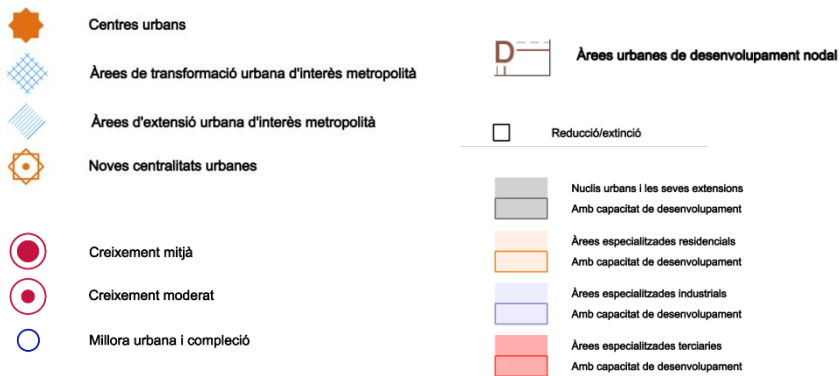 Centres urbans
Àrees de transformació urbana d'interès metropolità
Àrees d'extensió urbana d'interès metropolità
Noves centralitats urbanes
Creixement mitjà
Creixement moderat
Millora urbana i compleció
D
Àrees urbanes de desenvolupament nodal
Reducció/extinció
Nuclis urbans i les seves extensions
Amb capacitat de desenvolupament
Àrees especialitzades residencials
Amb capacitat de desenvolupament
Àrees especialitzades industrials
Amb capacitat de desenvolupament
Àrees especialitzades terciaries
Amb capacitat de desenvolupament